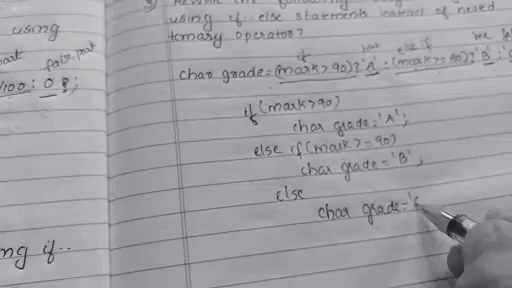 using if.. else statements instead of nested
ternary operator?
using
part false part
/100 : 0 ;
if true else if
char grade = (mark > 90) ? 'A' : (mark >= 80) ? 'B' : 'C
if (mark > 90)
char grade = 'A';
else if (mark >= 90)
char grade = 'B';
else
char grade = 'C
ng if..